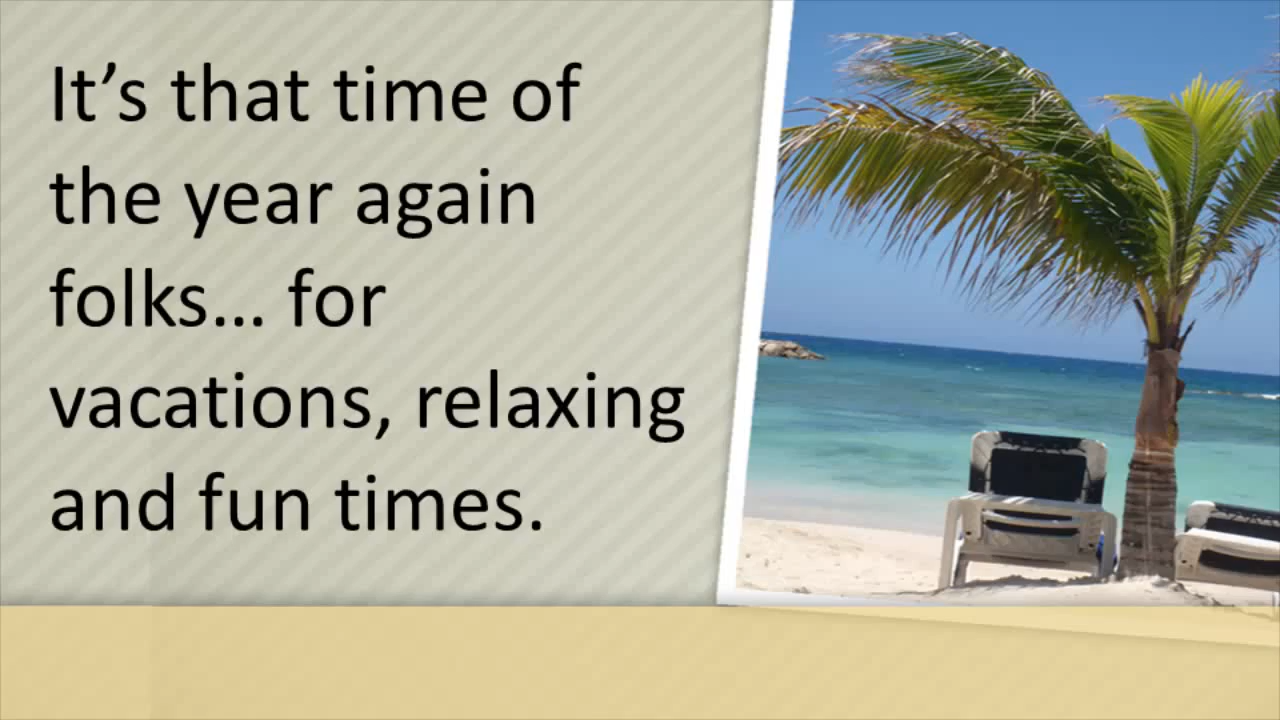 It’s that time of
the year again
folks... for
vacations, relaxing
and fun times.